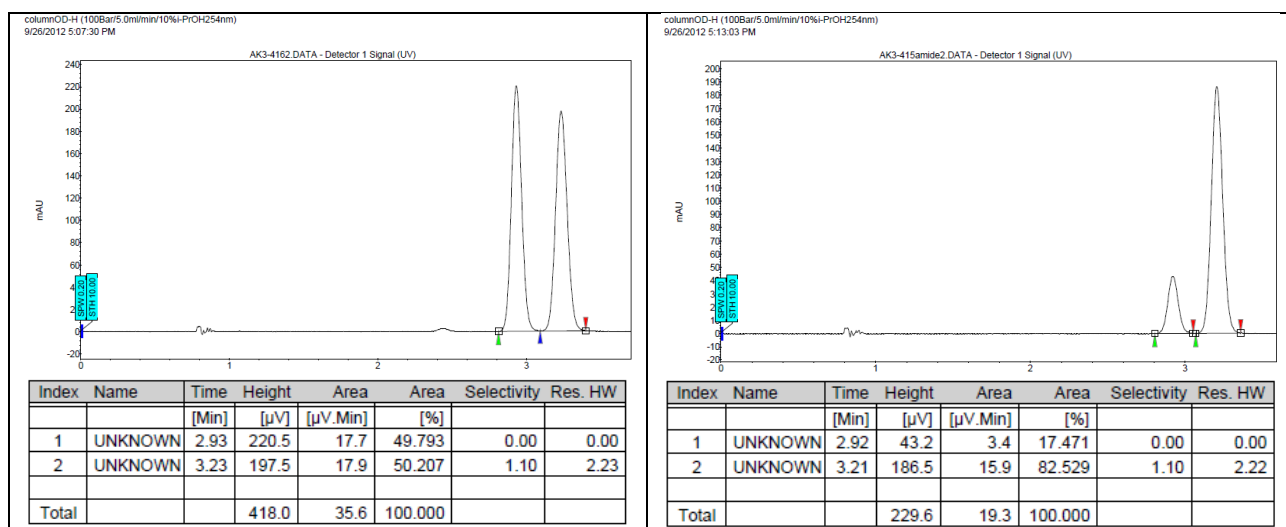 columnOD-H (100Bar/5.0ml/min/10%i-PrOH254nm)
9/26/2012 5:07:30 PM
AK3-4162.DATA - Detector 1 Signal (UV)
240
220
200
180
160
140
120
100
80
60
40
20
0
-20
mAU
SPW 0.20
STH 10.00
0 1 2 3
Index Name Time Height Area Area Selectivity Res. HW
[Min] [µV] [µV.Min] [%]
1 UNKNOWN 2.93 220.5 17.7 49.793 0.00 0.00
2 UNKNOWN 3.23 197.5 17.9 50.207 1.10 2.23
Total 418.0 35.6 100.000
columnOD-H (100Bar/5.0ml/min/10%i-PrOH254nm)
9/26/2012 5:13:03 PM
AK3-415amide2.DATA - Detector 1 Signal (UV)
200
190
180
170
160
150
140
130
120
110
100
90
80
70
60
50
40
30
20
10
0
-10
-20
mAU
SPW 0.20
STH 10.00
0 1 2 3
Index Name Time Height Area Area Selectivity Res. HW
[Min] [µV] [µV.Min] [%]
1 UNKNOWN 2.92 43.2 3.4 17.471 0.00 0.00
2 UNKNOWN 3.21 186.5 15.9 82.529 1.10 2.22
Total 229.6 19.3 100.000